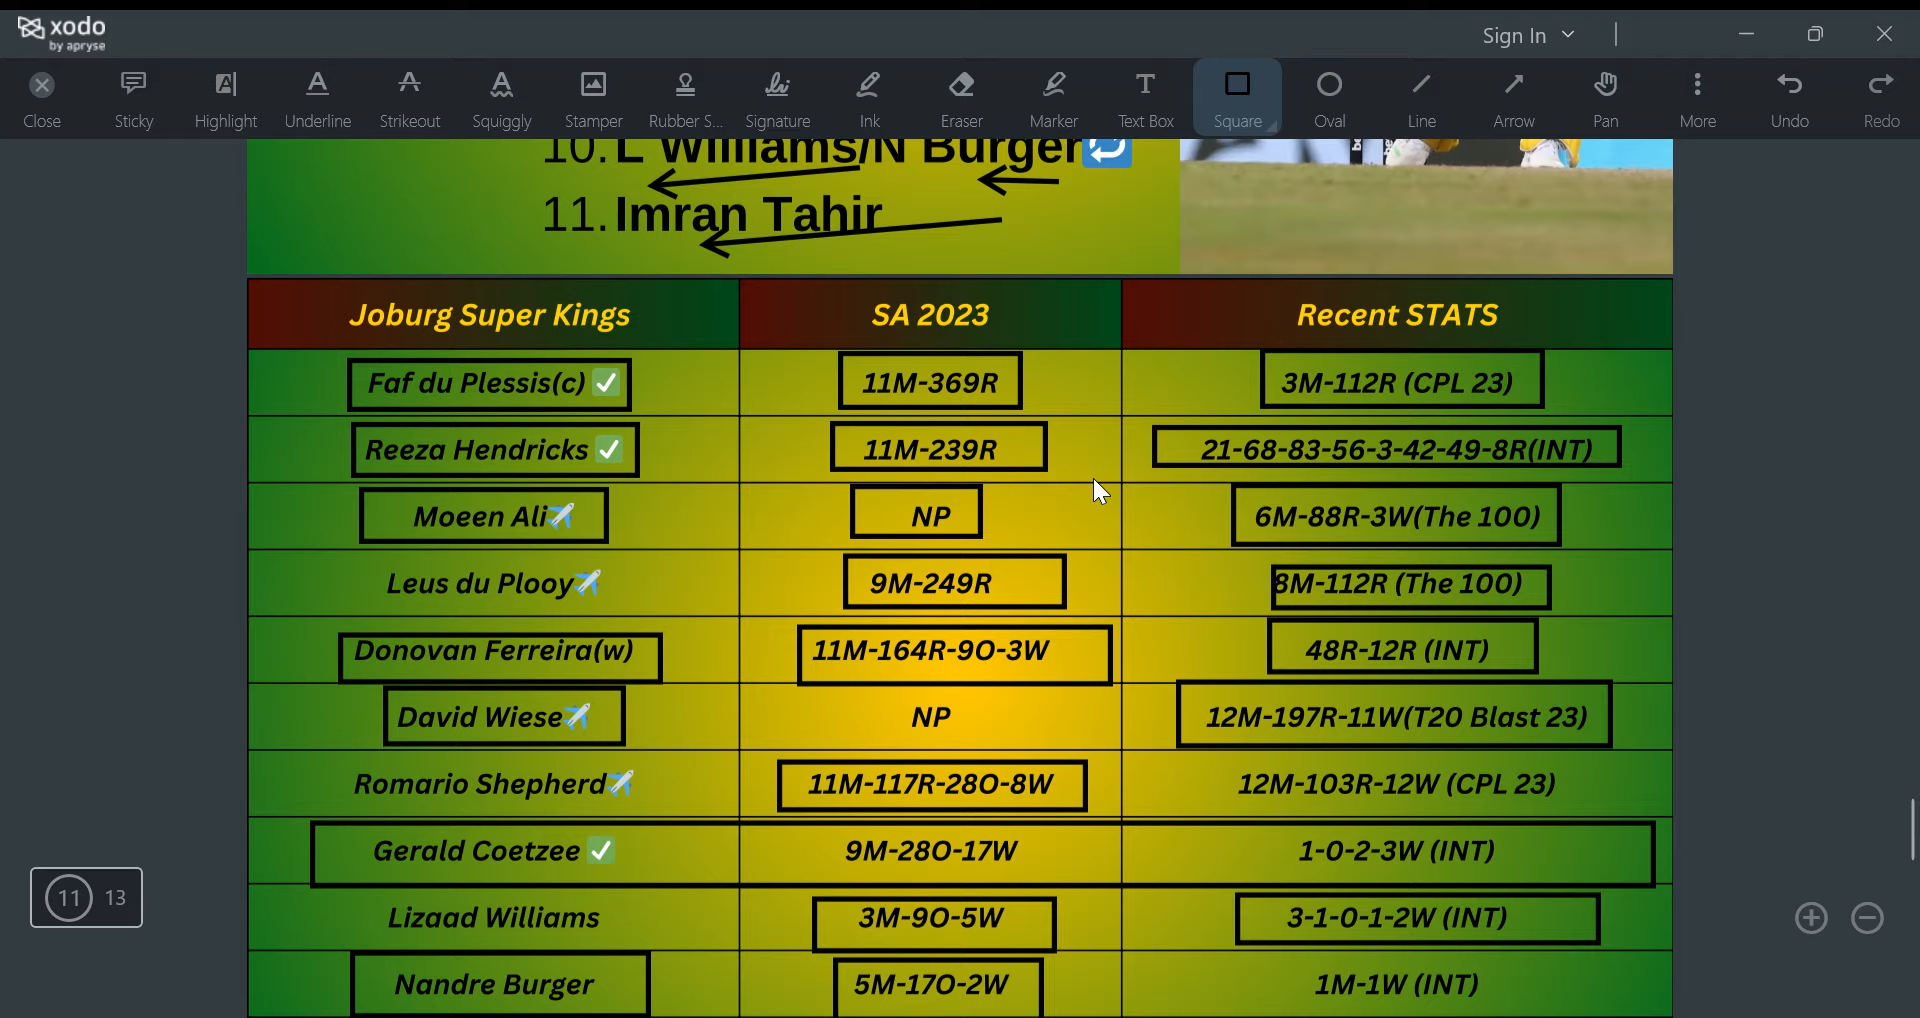 xodo
by apryse
Sign In
Close
Sticky
Highlight
Underline
Strikeout
Squiggly
Stamper
Rubber S...
Signature
Ink
Eraser
Marker
Text Box
Square
Oval
Line
Arrow
Pan
More
Undo
Redo
10. L Williams/N Burger
11. Imran Tahir
Joburg Super Kings SA 2023 Recent STATS
Faf du Plessis(c) ✅ 11M-369R 3M-112R (CPL 23)
Reeza Hendricks ✅ 11M-239R 21-68-83-56-3-42-49-8R(INT)
Moeen Ali✈️ NP 6M-88R-3W(The 100)
Leus du Plooy✈️ 9M-249R 8M-112R (The 100)
Donovan Ferreira(w) 11M-164R-9O-3W 48R-12R (INT)
David Wiese✈️ NP 12M-197R-11W(T20 Blast 23)
Romario Shepherd✈️ 11M-117R-28O-8W 12M-103R-12W (CPL 23)
Gerald Coetzee ✅ 9M-28O-17W 1-0-2-3W (INT)
Lizaad Williams 3M-9O-5W 3-1-0-1-2W (INT)
Nandre Burger 5M-17O-2W 1M-1W (INT)
11 13